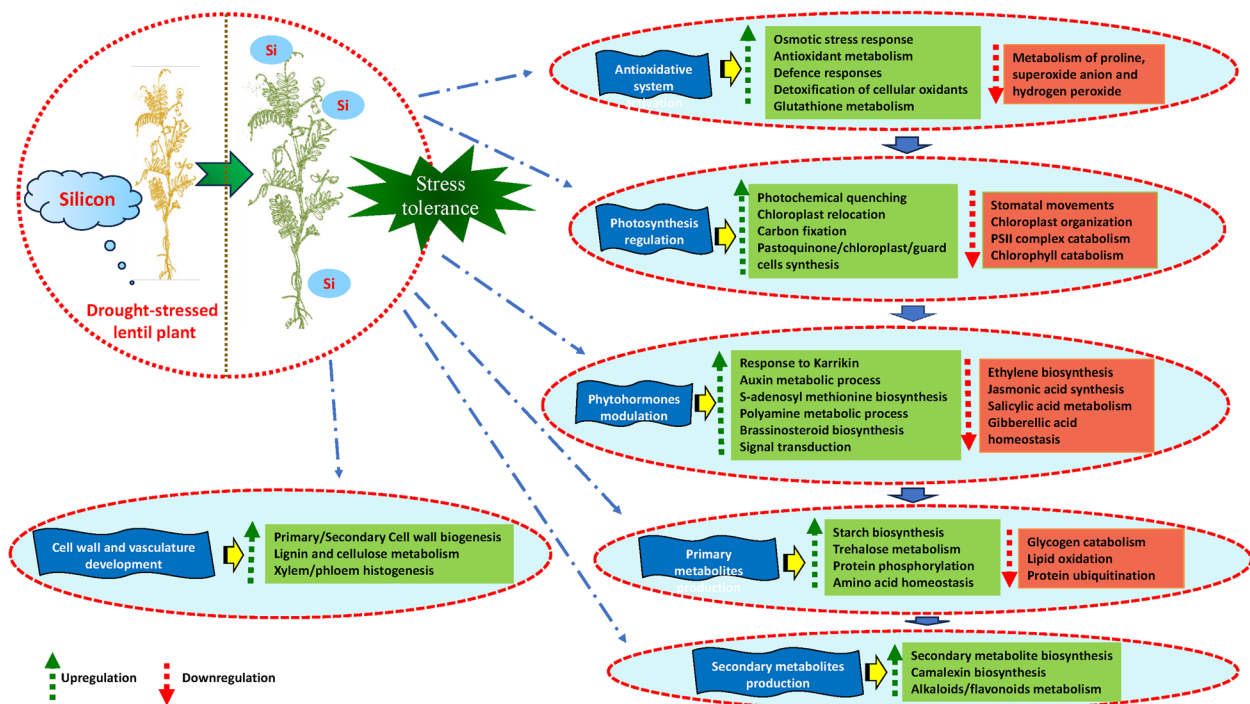 Si
Si
Silicon
Stress
tolerance
Si
Drought-stressed
lentil plant
Antioxidative
system
activation
Osmotic stress response
Antioxidant metabolism
Defence responses
Detoxification of cellular oxidants
Glutathione metabolism
Metabolism of proline,
superoxide anion and
hydrogen peroxide
Photosynthesis
regulation
Photochemical quenching
Chloroplast relocation
Carbon fixation
Pastoquinone/chloroplast/guard
cells synthesis
Stomatal movements
Chloroplast organization
PSII complex catabolism
Chlorophyll catabolism
Phytohormones
modulation
Response to Karrikin
Auxin metabolic process
S-adenosyl methionine biosynthesis
Polyamine metabolic process
Brassinosteroid biosynthesis
Signal transduction
Ethylene biosynthesis
Jasmonic acid synthesis
Salicylic acid metabolism
Gibberellic acid
homeostasis
Cell wall and vasculature
development
Primary/Secondary Cell wall biogenesis
Lignin and cellulose metabolism
Xylem/phloem histogenesis
Primary
metabolites
production
Starch biosynthesis
Trehalose metabolism
Protein phosphorylation
Amino acid homeostasis
Glycogen catabolism
Lipid oxidation
Protein ubiquitination
Secondary metabolites
production
Secondary metabolite biosynthesis
Camalexin biosynthesis
Alkaloids/flavonoids metabolism
Upregulation
Downregulation